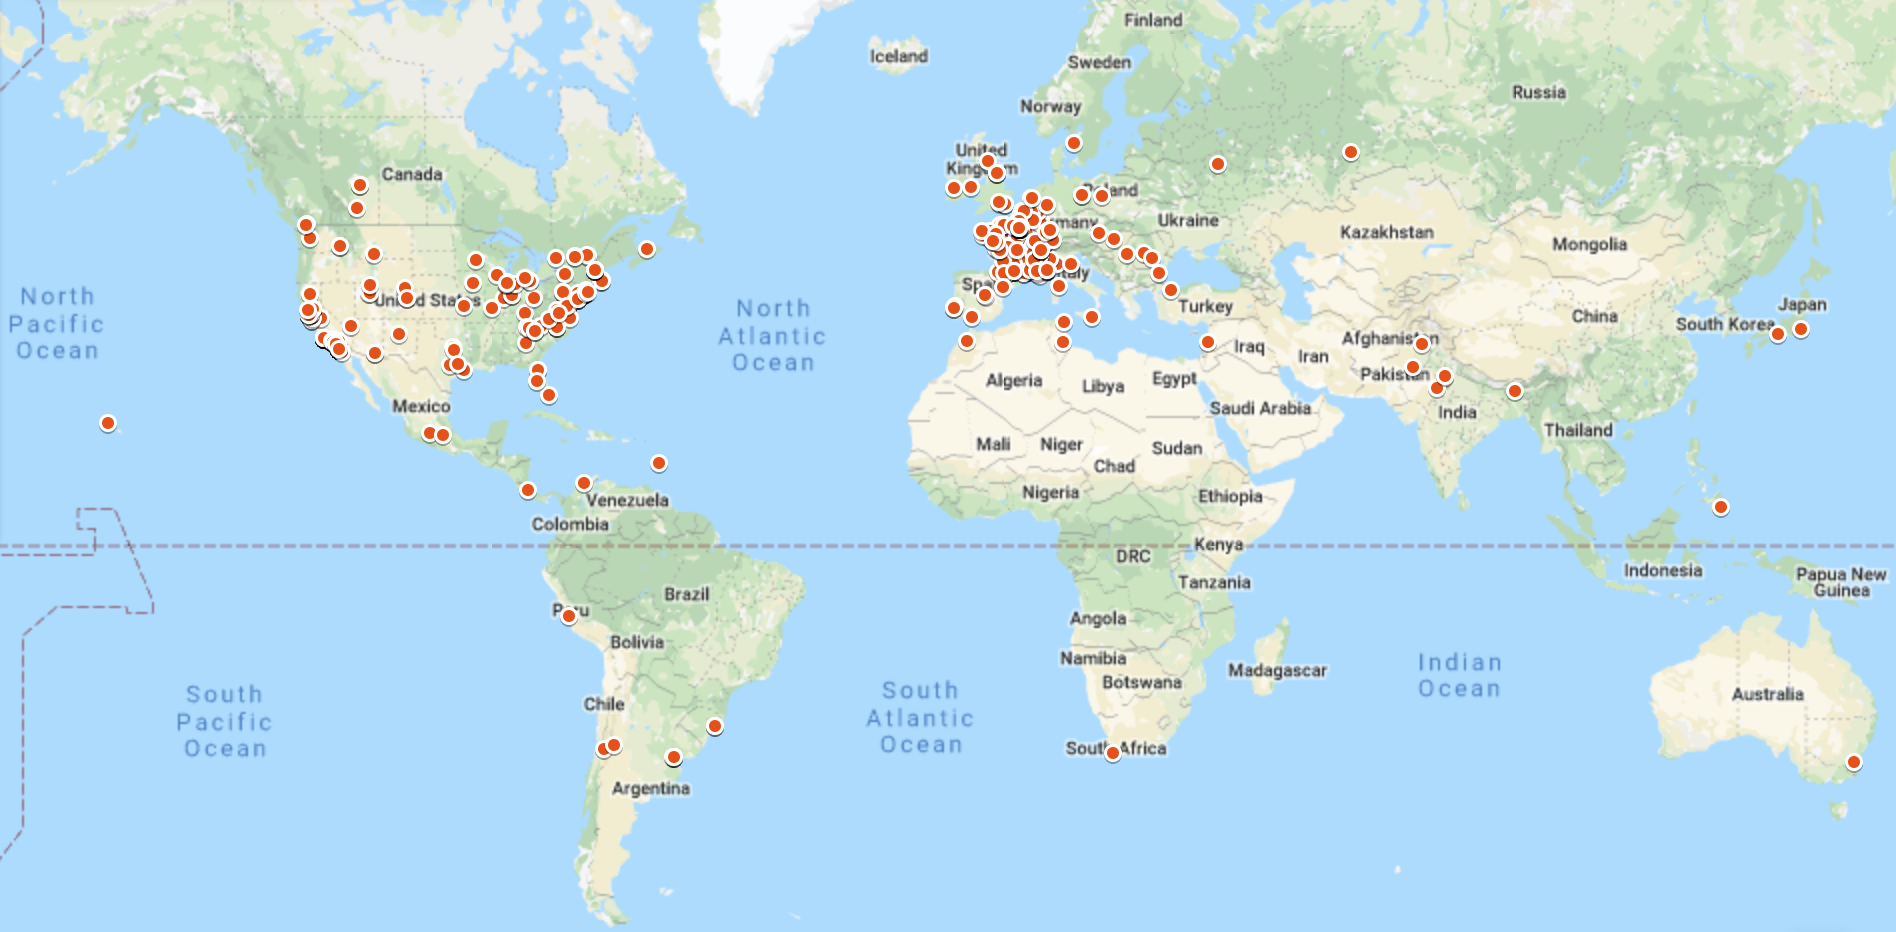 Finland
Iceland
Sweden
Russia
Norway
United
Kingdom
Canada
Poland
Germany
Ukraine
Kazakhstan
Mongolia
Italy
Spain
North
Pacific
Ocean
United States
North
Atlantic
Ocean
Turkey
Japan
China
South Korea
Afghanistan
Iraq
Iran
Pakistan
Algeria
Libya
Egypt
Saudi Arabia
Mexico
India
Thailand
Mali
Niger
Chad
Sudan
Nigeria
Ethiopia
Venezuela
Colombia
DRC
Kenya
Indonesia
Papua New
Guinea
Tanzania
Brazil
Peru
Angola
Bolivia
Namibia
Botswana
Madagascar
Indian
Ocean
South
Pacific
Ocean
Chile
South
Atlantic
Ocean
Australia
South Africa
Argentina